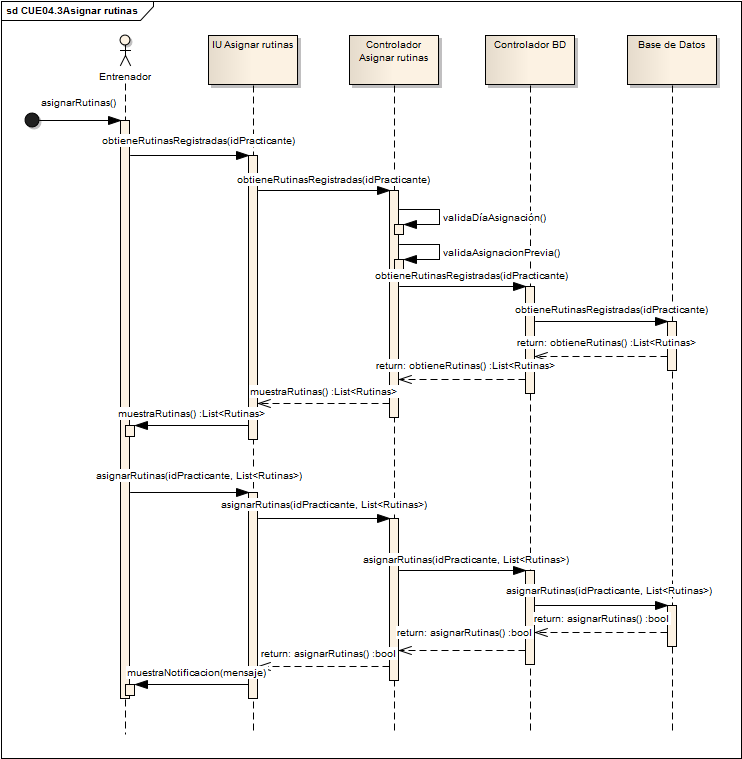 sd CUE04.3Asignar rutinas
IU Asignar rutinas
Controlador
Asignar rutinas
Controlador BD
Base de Datos
Entrenador
asignarRutinas()
obtieneRutinasRegistradas(idPracticante)
obtieneRutinasRegistradas(idPracticante)
validaDíaAsignación()
validaAsignacionPrevia()
obtieneRutinasRegistradas(idPracticante)
obtieneRutinasRegistradas(idPracticante)
return: obtieneRutinas() :List<Rutinas>
return: obtieneRutinas() :List<Rutinas>
muestraRutinas() :List<Rutinas>
muestraRutinas() :List<Rutinas>
asignarRutinas(idPracticante, List<Rutinas>)
asignarRutinas(idPracticante, List<Rutinas>)
asignarRutinas(idPracticante, List<Rutinas>)
asignarRutinas(idPracticante, List<Rutinas>)
return: asignarRutinas() :bool
return: asignarRutinas() :bool
return: asignarRutinas() :bool
muestraNotificacion(mensaje)